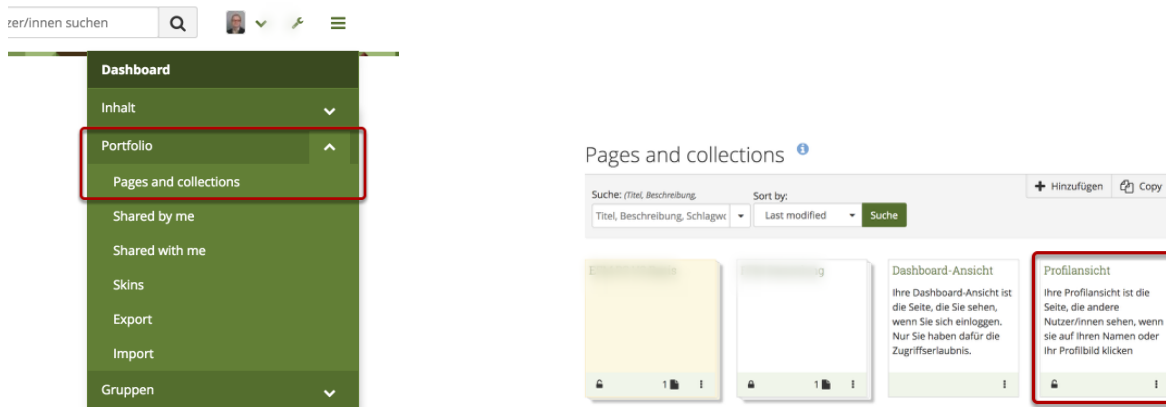 zer/innen suchen
Dashboard
Inhalt
Portfolio
Pages and collections
Shared by me
Shared with me
Skins
Export
Import
Gruppen
Pages and collections
Hinzufügen
Copy
Suche: (Titel, Beschreibung,
Sort by:
Titel, Beschreibung, Schlagwo
Last modified
Suche
1
1
Dashboard-Ansicht
Ihre Dashboard-Ansicht ist
die Seite, die Sie sehen,
wenn Sie sich einloggen.
Nur Sie haben dafür die
Zugriffserlaubnis.
Profilansicht
Ihre Profilansicht ist die
Seite, die andere
Nutzer/innen sehen, wenn
sie auf Ihren Namen oder
Ihr Profilbild klicken